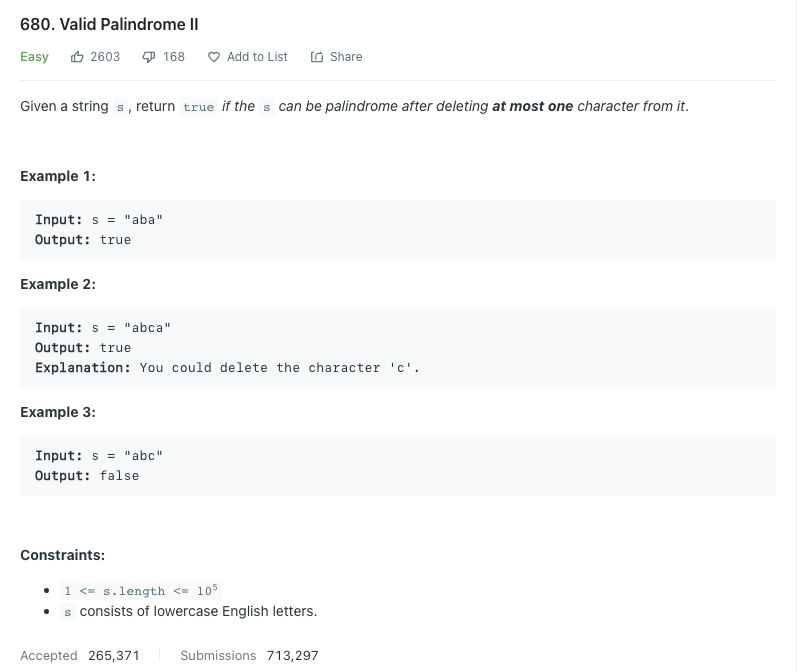 680. Valid Palindrome II
Easy 2603 168 Add to List Share
Given a string s, return true if the s can be palindrome after deleting at most one character from it.
Example 1:
Input: s = "aba"
Output: true
Example 2:
Input: s = "abca"
Output: true
Explanation: You could delete the character 'c'.
Example 3:
Input: s = "abc"
Output: false
Constraints:
• 1 <= s.length <= 10⁵
• s consists of lowercase English letters.
Accepted 265,371 Submissions 713,297